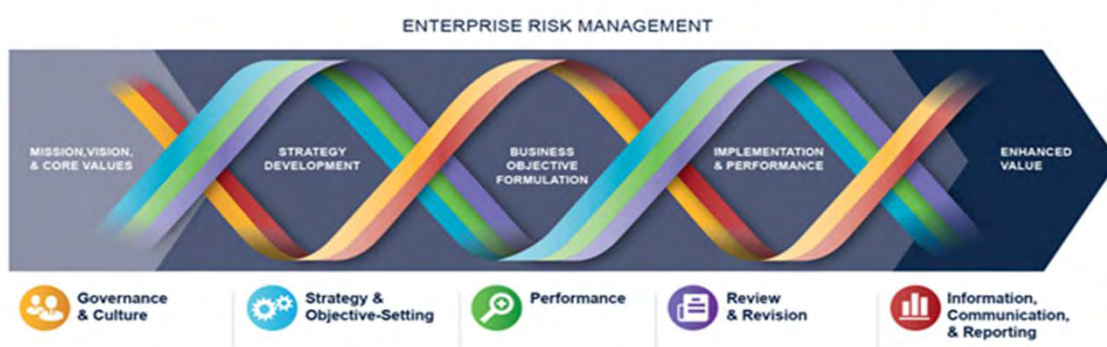 ENTERPRISE RISK MANAGEMENT
MISSION,VISION,
& CORE VALUES
STRATEGY
DEVELOPMENT
BUSINESS
OBJECTIVE
FORMULATION
IMPLEMENTATION
& PERFORMANCE
ENHANCED
VALUE
Governance
& Culture
Strategy &
Objective-Setting
Performance
Review
& Revision
Information,
Communication,
& Reporting